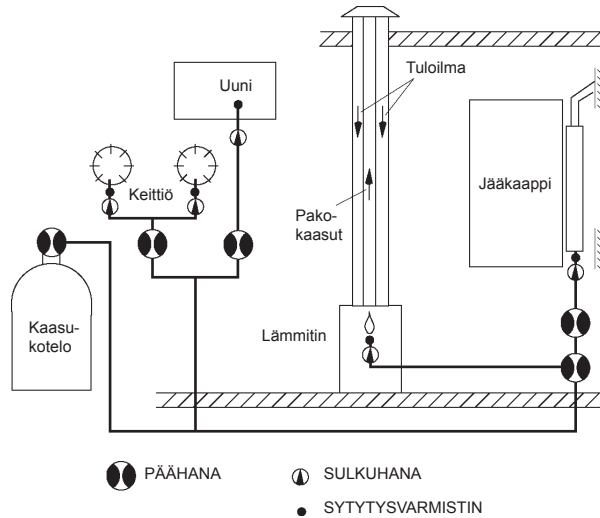 Uuni
Tuloilma
Keittiö
Jääkaappi
Pako-
kaasut
Kaasu-
kotelo
Lämmitin
PÄÄHANA
SULKUHANA
SYTYTYSVARMISTIN